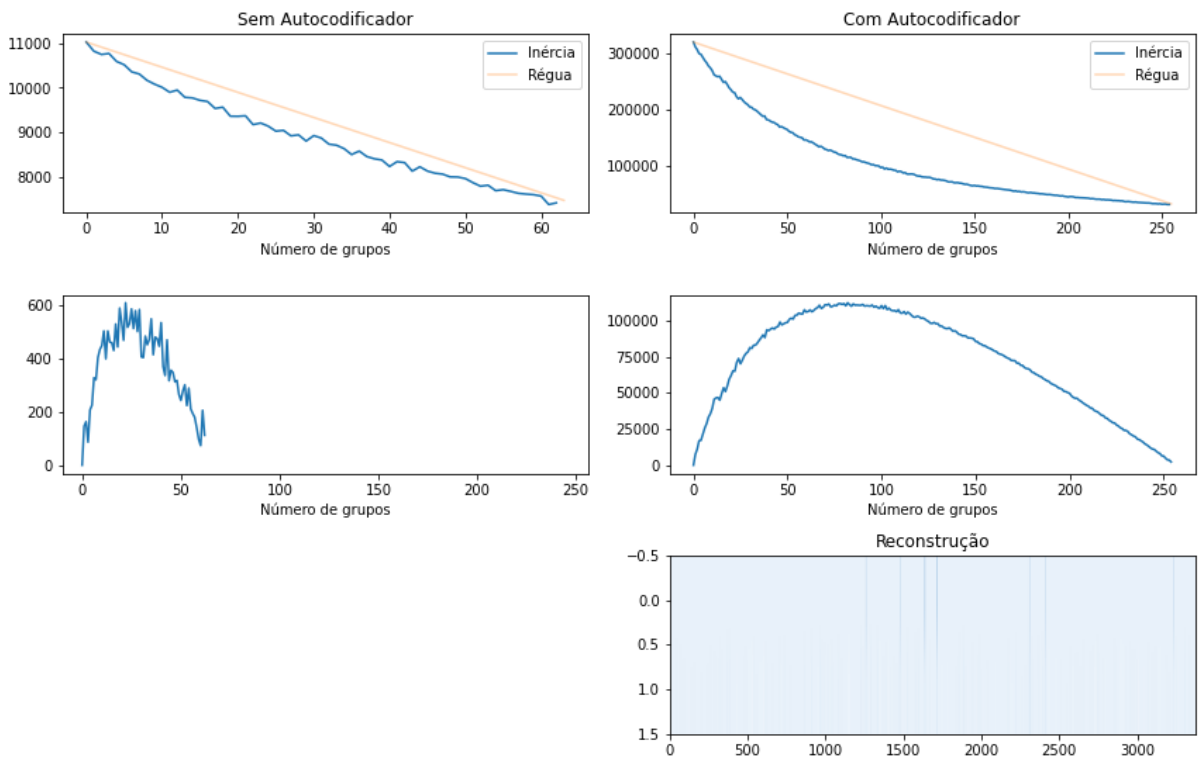 Sem Autocodificador
11000
10000
9000
8000
Inércia
Régua
0 10 20 30 40 50 60
Número de grupos
Com Autocodificador
300000
200000
100000
Inércia
Régua
0 50 100 150 200 250
Número de grupos
600
400
200
0
0 50 100 150 200 250
Número de grupos
100000
75000
50000
25000
0
0 50 100 150 200 250
Número de grupos
Reconstrução
−0.5
0.0
0.5
1.0
1.5
0 500 1000 1500 2000 2500 3000